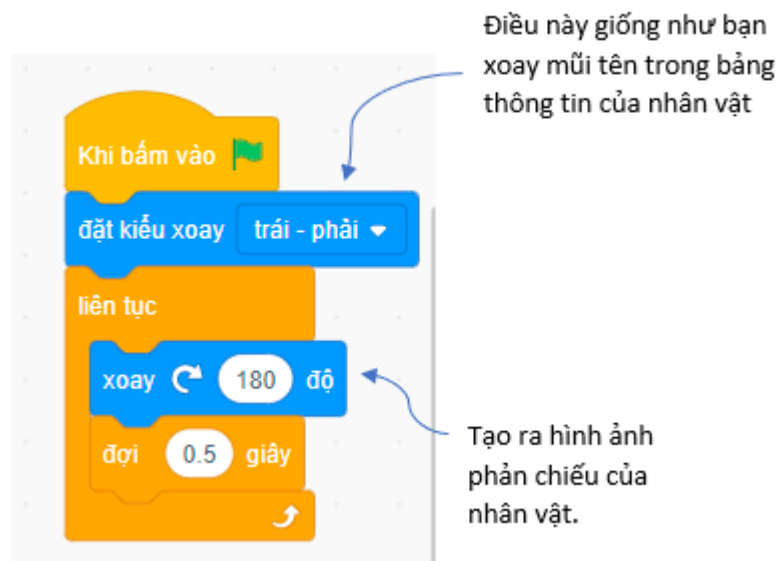 Điều này giống như bạn
xoay mũi tên trong bảng
thông tin của nhân vật
Khi bấm vào
đặt kiểu xoay trái - phải
liên tục
xoay 180 độ
đợi 0.5 giây
Tạo ra hình ảnh
phản chiếu của
nhân vật.